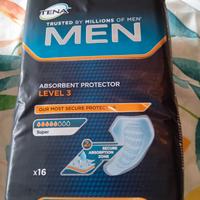 TENA
TRUSTED BY MILLIONS OF MEN
MEN
ABSORBENT PROTECTOR
LEVEL 3
OUR MOST SECURE PROTECTOR
Super
SECURE
ABSORPTION
ZONE
x16